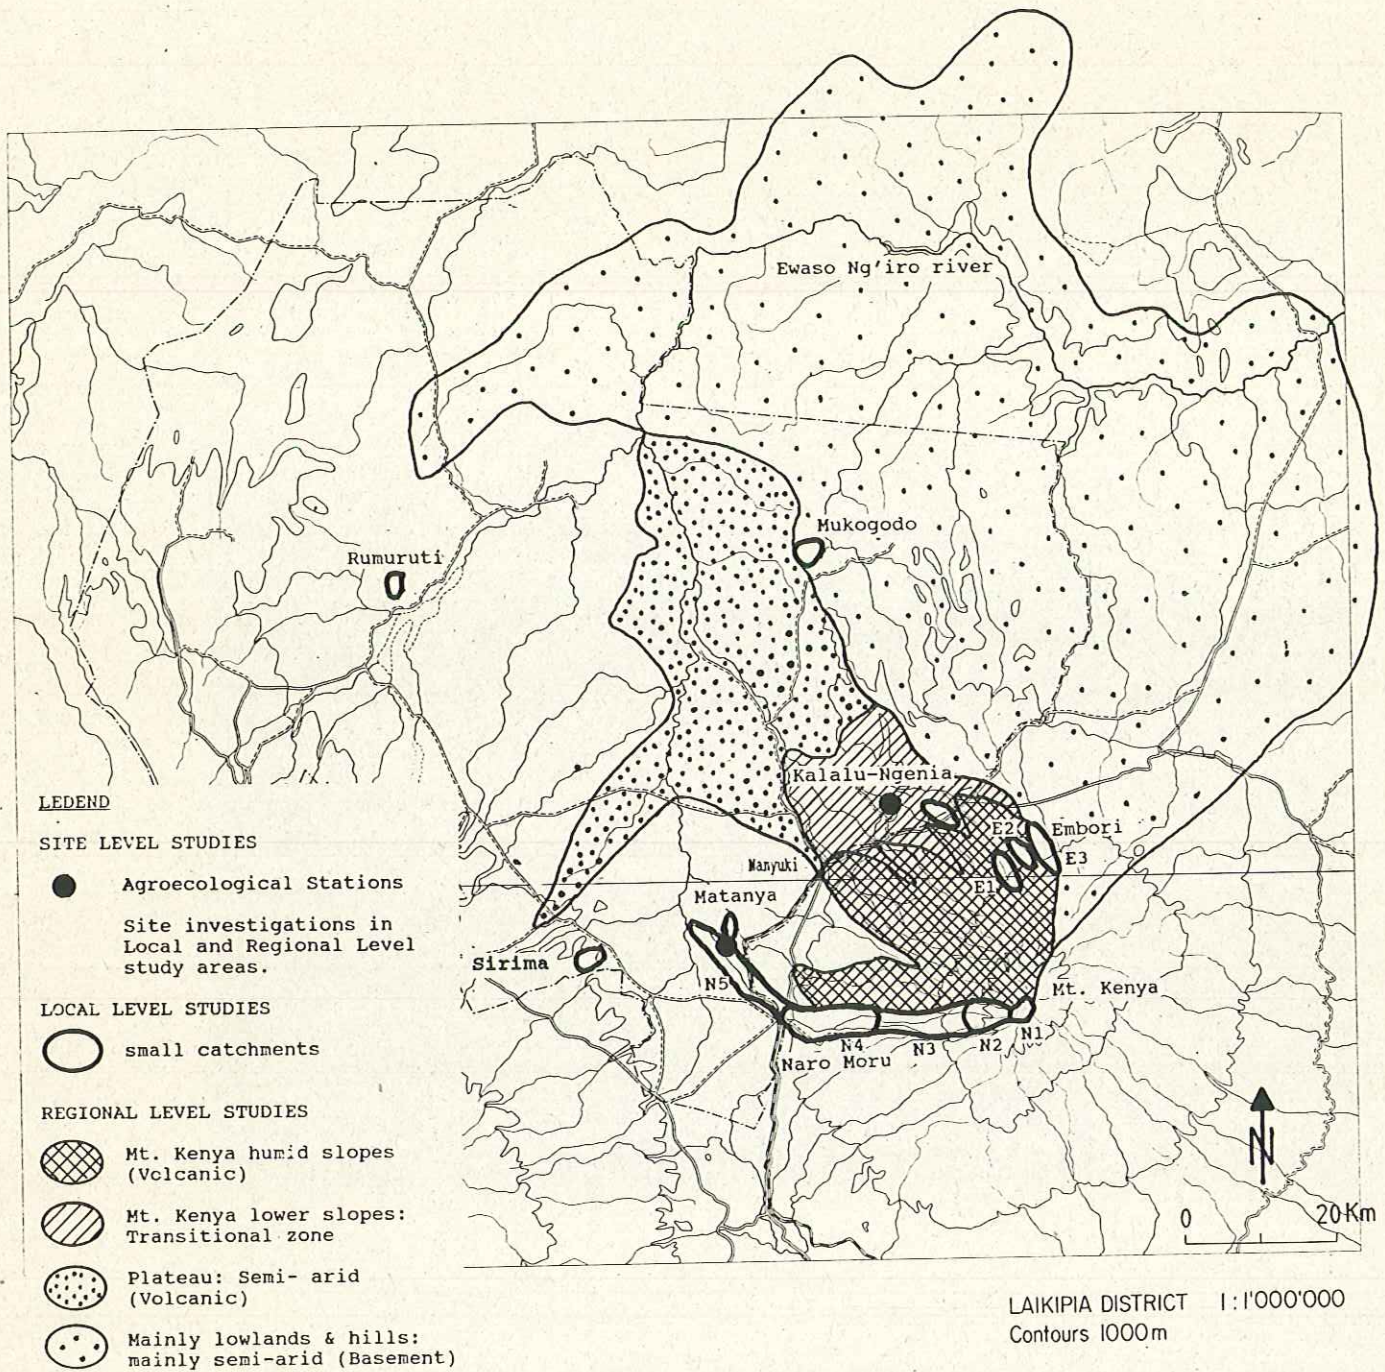 Ewaso Ng'iro river
Mukogodo
Rumuruti
Kalalu-Ngenia
E2
Embori
E3
E1
Nanyuki
Matanya
Sirima
N5
Mt. Kenya
N4
N3
N2
N1
Naro Moru
LEDEND
SITE LEVEL STUDIES
Agroecological Stations
Site investigations in
Local and Regional Level
study areas.
LOCAL LEVEL STUDIES
small catchments
REGIONAL LEVEL STUDIES
Mt. Kenya humid slopes
(Volcanic)
Mt. Kenya lower slopes:
Transitional zone
Plateau: Semi- arid
(Volcanic)
Mainly lowlands & hills:
mainly semi-arid (Basement)
N
0 20 Km
LAIKIPIA DISTRICT 1:1'000'000
Contours 1000m